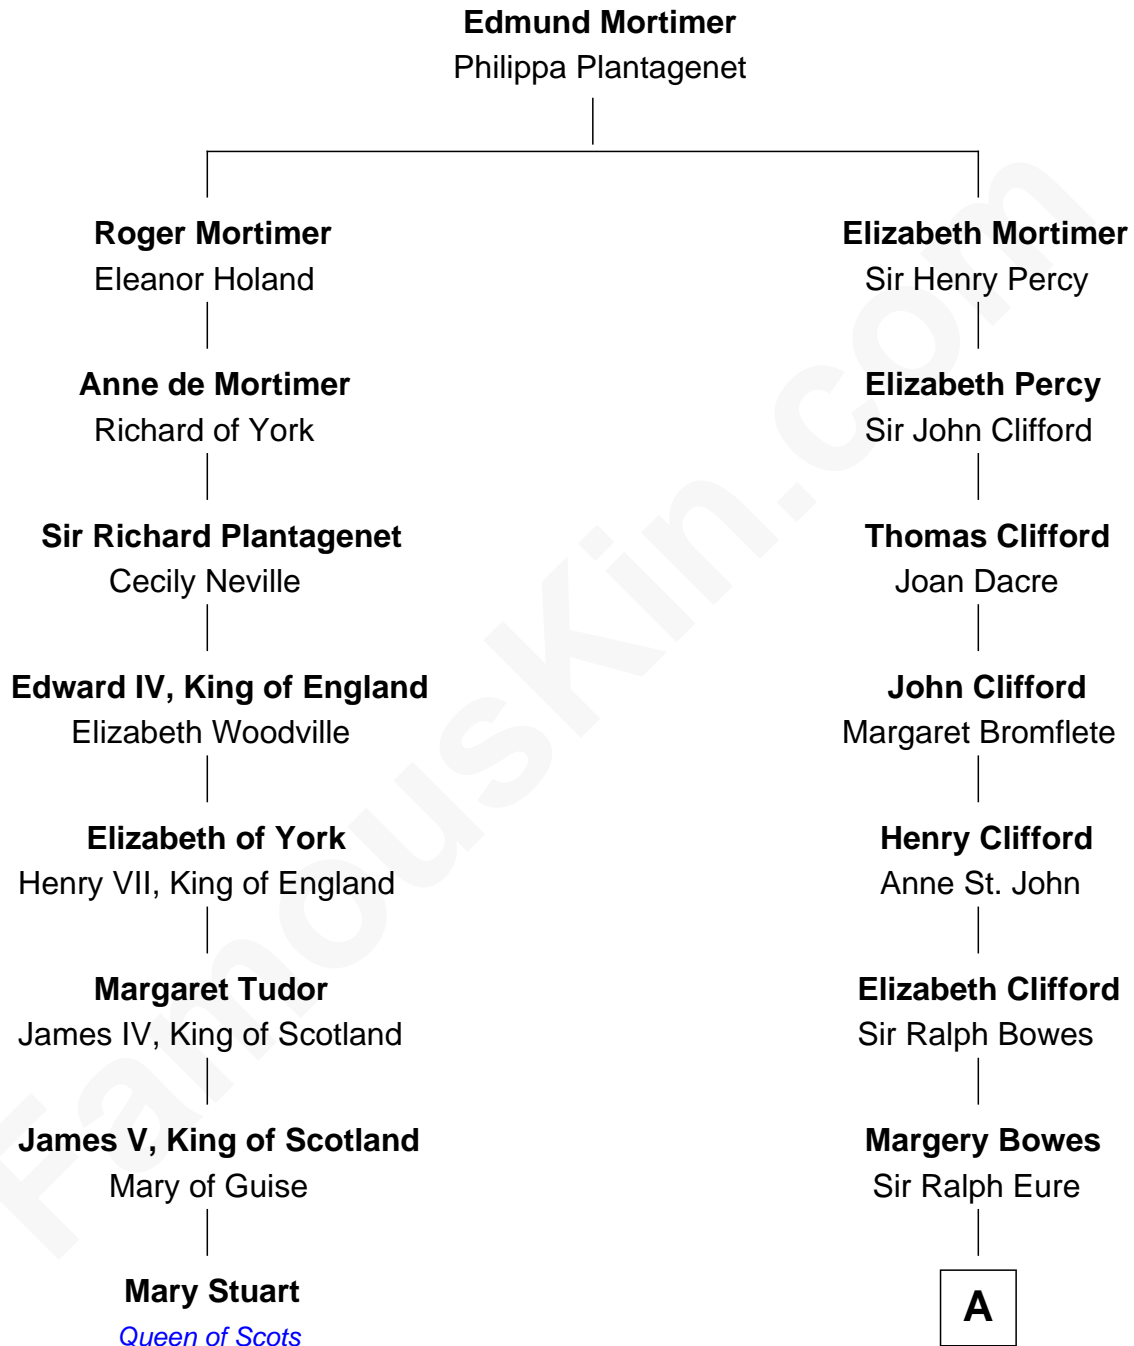 Edmund Mortimer
Philippa Plantagenet
Roger Mortimer
Eleanor Holand
Anne de Mortimer
Richard of York
Sir Richard Plantagenet
Cecily Neville
Edward IV, King of England
Elizabeth Woodville
Elizabeth of York
Henry VII, King of England
Margaret Tudor
James IV, King of Scotland
James V, King of Scotland
Mary of Guise
Mary Stuart
Queen of Scots
Elizabeth Mortimer
Sir Henry Percy
Elizabeth Percy
Sir John Clifford
Thomas Clifford
Joan Dacre
John Clifford
Margaret Bromflete
Henry Clifford
Anne St. John
Elizabeth Clifford
Sir Ralph Bowes
Margery Bowes
Sir Ralph Eure
A
FamousKin.com